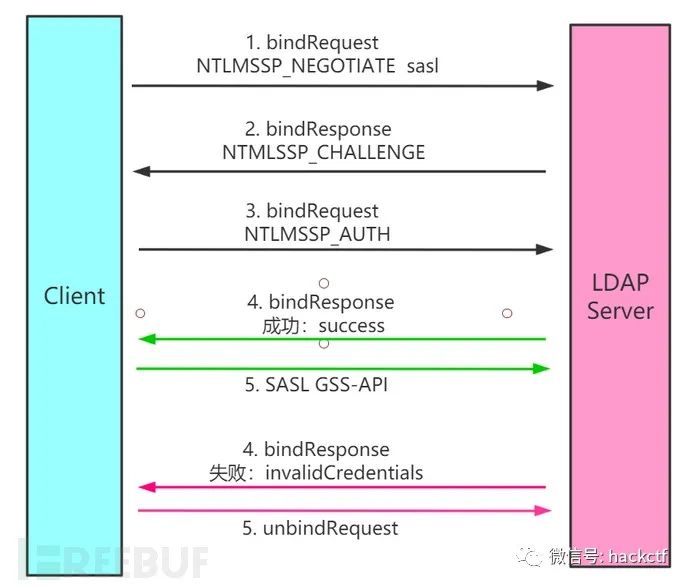 1. bindRequest
NTLMSSP_NEGOTIATE sasl
2. bindResponse
NTMLSSP_CHALLENGE
3. bindRequest
NTLMSSP_AUTH
Client
LDAP
Server
4. bindResponse
成功：success
5. SASL GSS-API
4. bindResponse
失败：invalidCredentials
5. unbindRequest
FREEBUF
微信号: hackctf